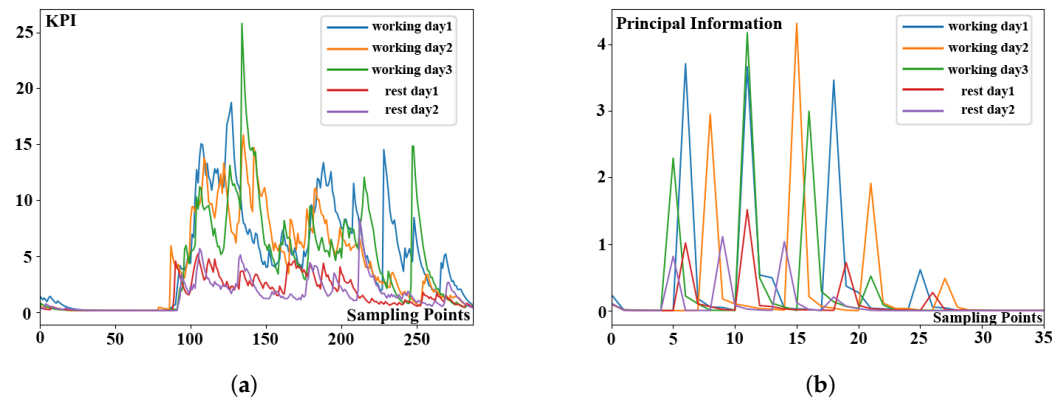 KPI
working day1
working day2
working day3
rest day1
rest day2
25
20
15
10
5
0
Sampling Points
0 50 100 150 200 250
(a)
Principal Information
working day1
working day2
working day3
rest day1
rest day2
4
3
2
1
0
Sampling Points
0 5 10 15 20 25 30 35
(b)